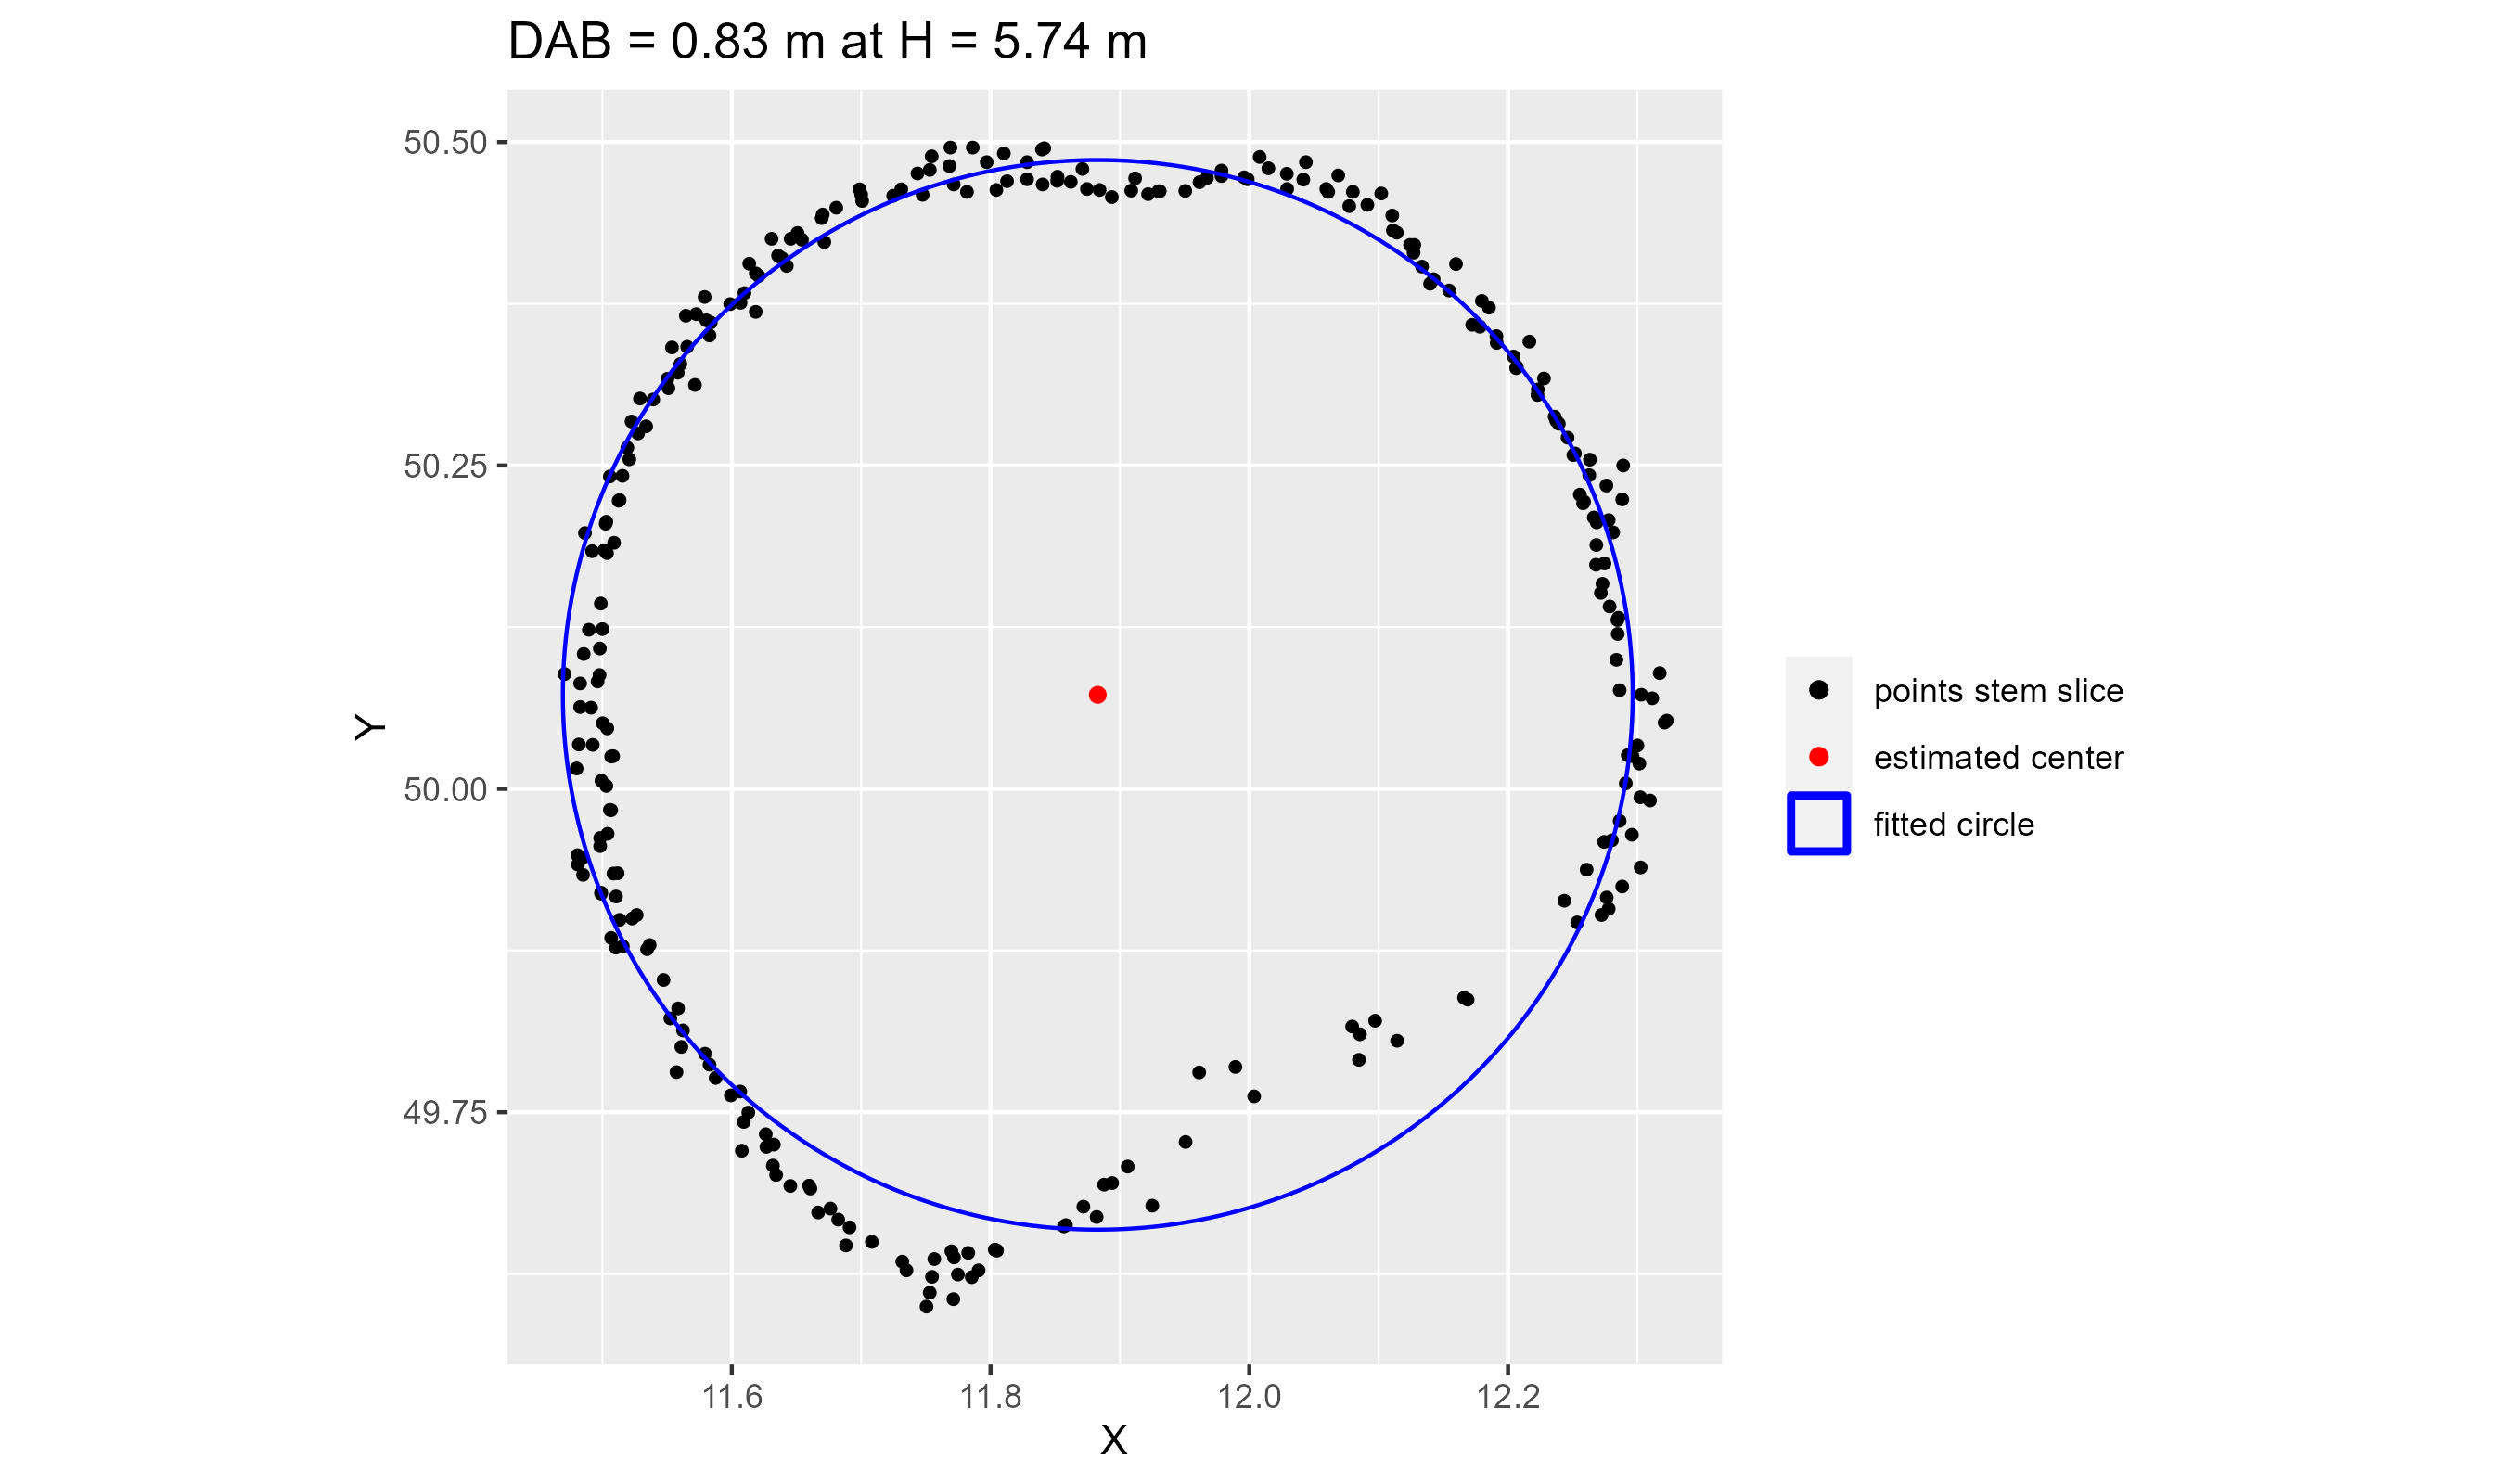 DAB = 0.83 m at H = 5.74 m
50.50
50.25
50.00
49.75
Y
11.6
11.8
12.0
12.2
X
points stem slice
estimated center
fitted circle